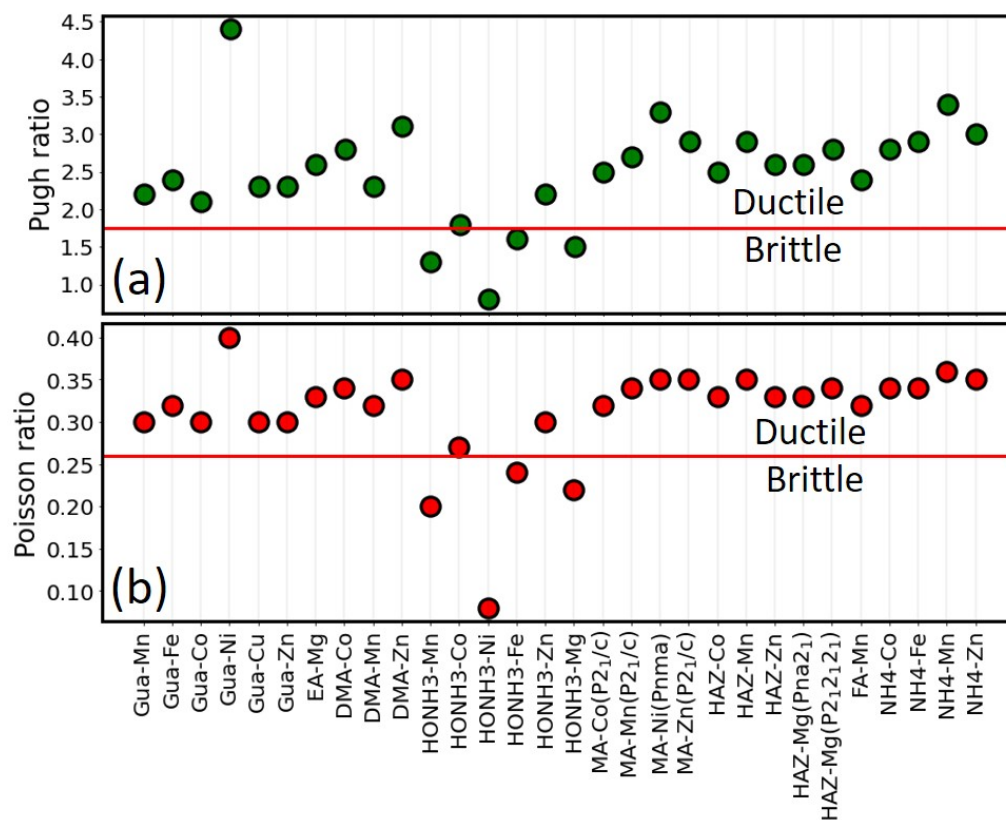 4.5
4.0
3.5
3.0
2.5
2.0
1.5
1.0
Pugh ratio
Ductile
Brittle
(a)
0.40
0.35
0.30
0.25
0.20
0.15
0.10
Poisson ratio
Ductile
Brittle
(b)
Gua-Mn
Gua-Fe
Gua-Co
Gua-Ni
Gua-Cu
Gua-Zn
EA-Mg
DMA-Co
DMA-Mn
DMA-Zn
HONH3-Mn
HONH3-Co
HONH3-Ni
HONH3-Fe
HONH3-Zn
HONH3-Mg
MA-Co(P2₁/c)
MA-Mn(P2₁/c)
MA-Ni(Pnma)
MA-Zn(P2₁/c)
HAZ-Co
HAZ-Mn
HAZ-Zn
HAZ-Mg(Pna2₁)
HAZ-Mg(P2₁2₁2₁)
FA-Mn
NH4-Co
NH4-Fe
NH4-Mn
NH4-Zn